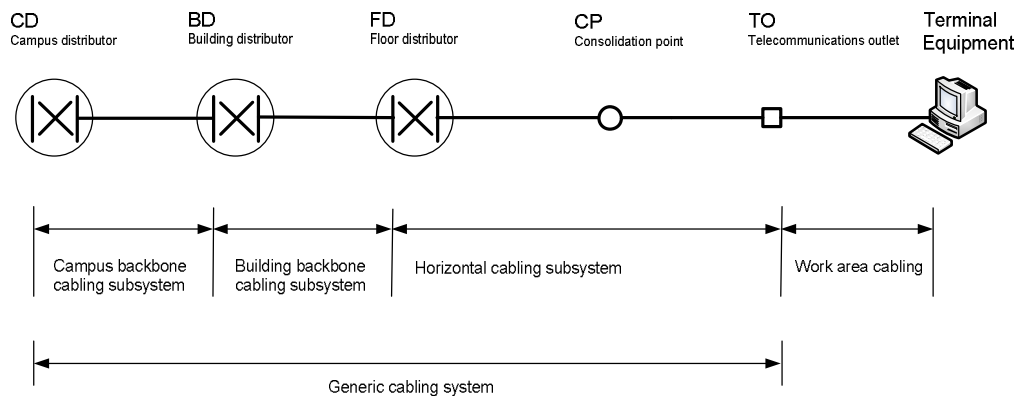 CD
Campus distributor
BD
Building distributor
FD
Floor distributor
CP
Consolidation point
TO
Telecommunications outlet
Terminal
Equipment
Campus backbone
cabling subsystem
Building backbone
cabling subsystem
Horizontal cabling subsystem
Work area cabling
Generic cabling system